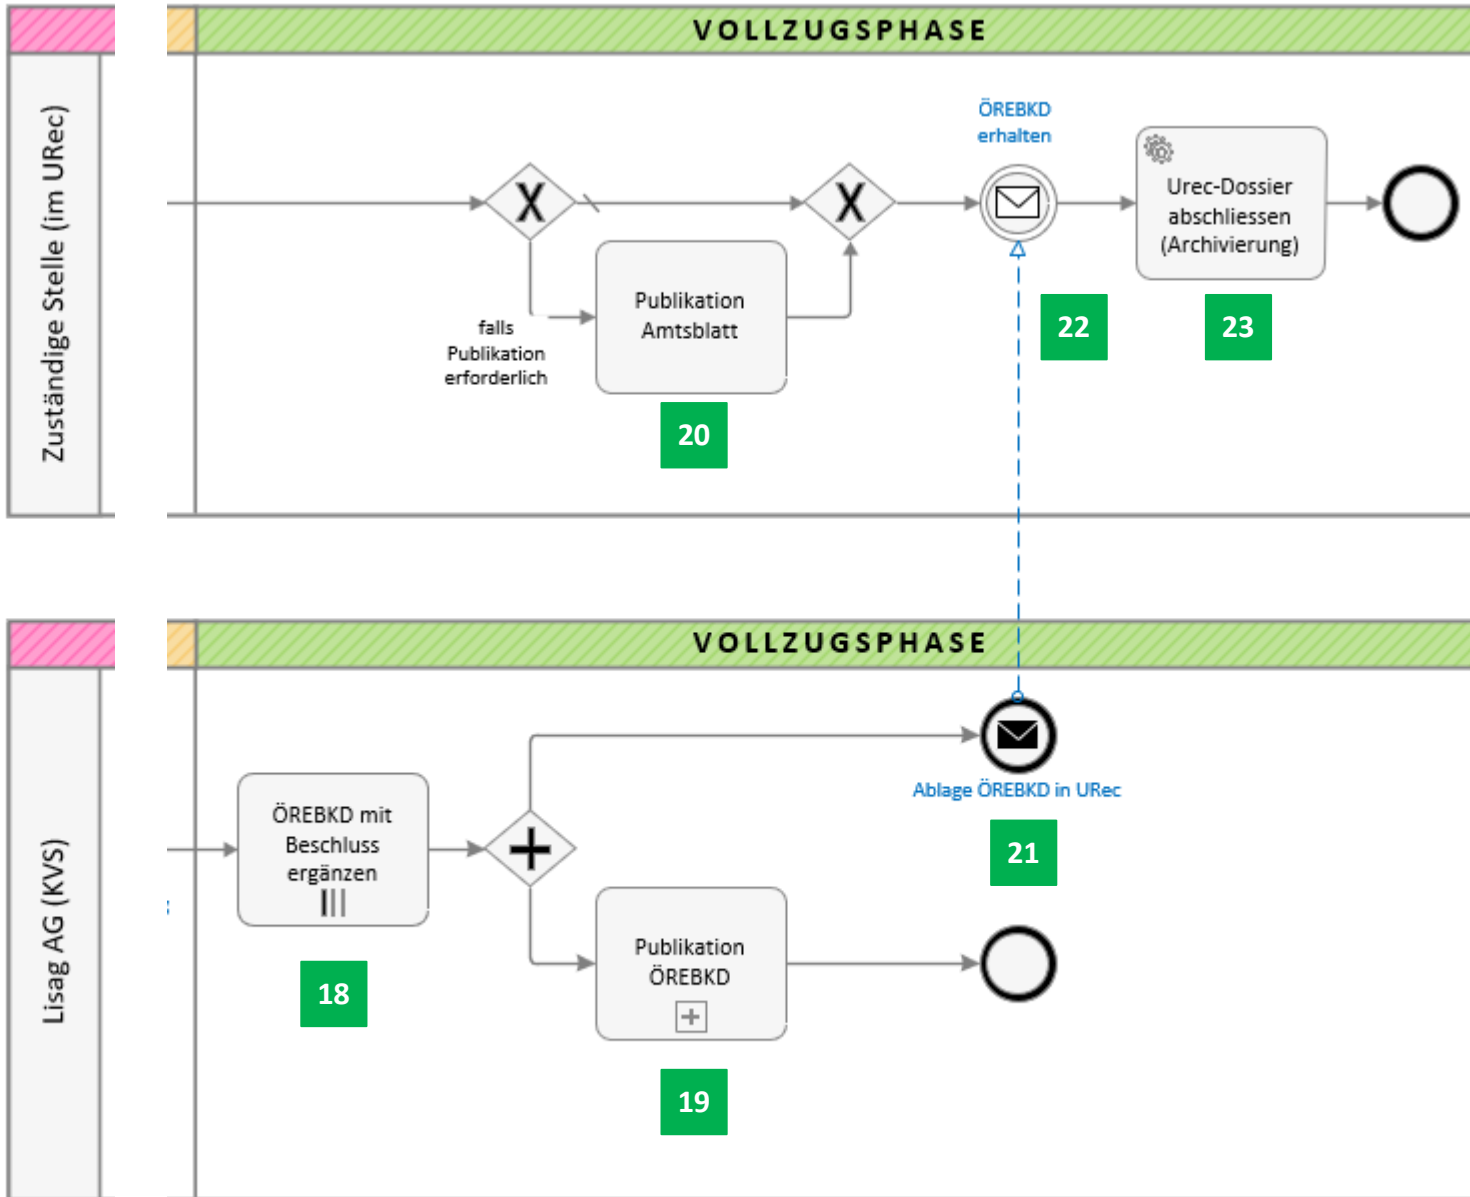 VOLLZUGSPHASE
Zuständige Stelle (im URec)
ÖREBKD
erhalten
X
X
Urec-Dossier
abschliessen
(Archivierung)
Publikation
Amtsblatt
falls
Publikation
erforderlich
22
23
20
VOLLZUGSPHASE
Lisag AG (KVS)
Ablage ÖREBKD in URec
ÖREBKD mit
Beschluss
ergänzen
21
Publikation
ÖREBKD
18
19